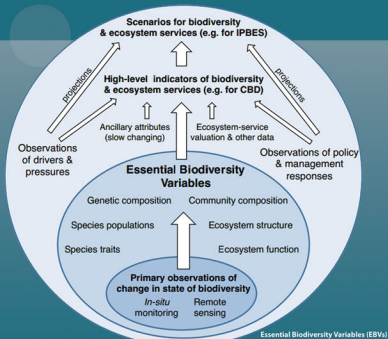 Scenarios for biodiversity
& ecosystem services (e.g. for IPBES)
projections
projections
High-level indicators of biodiversity
& ecosystem services (e.g. for CBD)
Ancillary attributes
(slow changing)
Ecosystem-service
valuation & other data
Observations
of drivers &
pressures
Observations of policy
& management
responses
Essential Biodiversity
Variables
Genetic composition
Community composition
Species populations
Ecosystem structure
Species traits
Ecosystem function
Primary observations of
change in state of biodiversity
In-situ
monitoring
Remote
sensing
Essential Biodiversity Variables (EBVs)